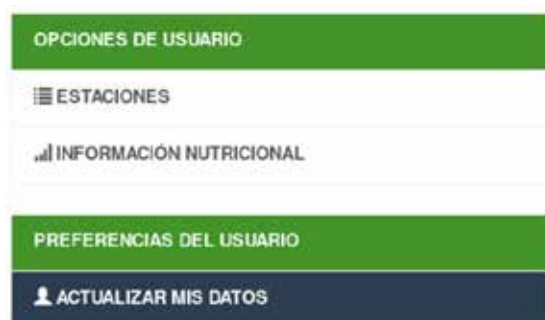 OPCIONES DE USUARIO
ESTACIONES
INFORMACIÓN NUTRICIONAL
PREFERENCIAS DEL USUARIO
ACTUALIZAR MIS DATOS